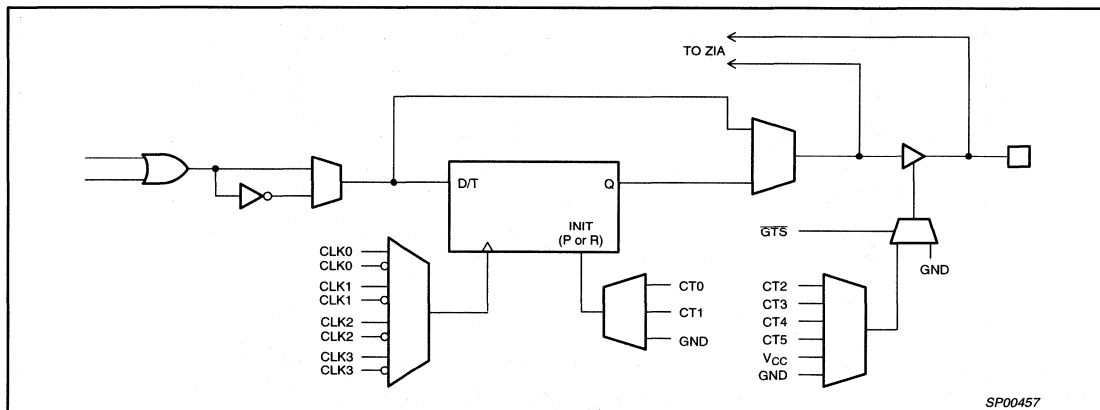 TO ZIA
D/T
Q
INIT
(P or R)
CLK0
CLK0
CLK1
CLK1
CLK2
CLK2
CLK3
CLK3
CT0
CT1
GND
G̅T̅S̅
GND
CT2
CT3
CT4
CT5
VCC
GND
SP00457